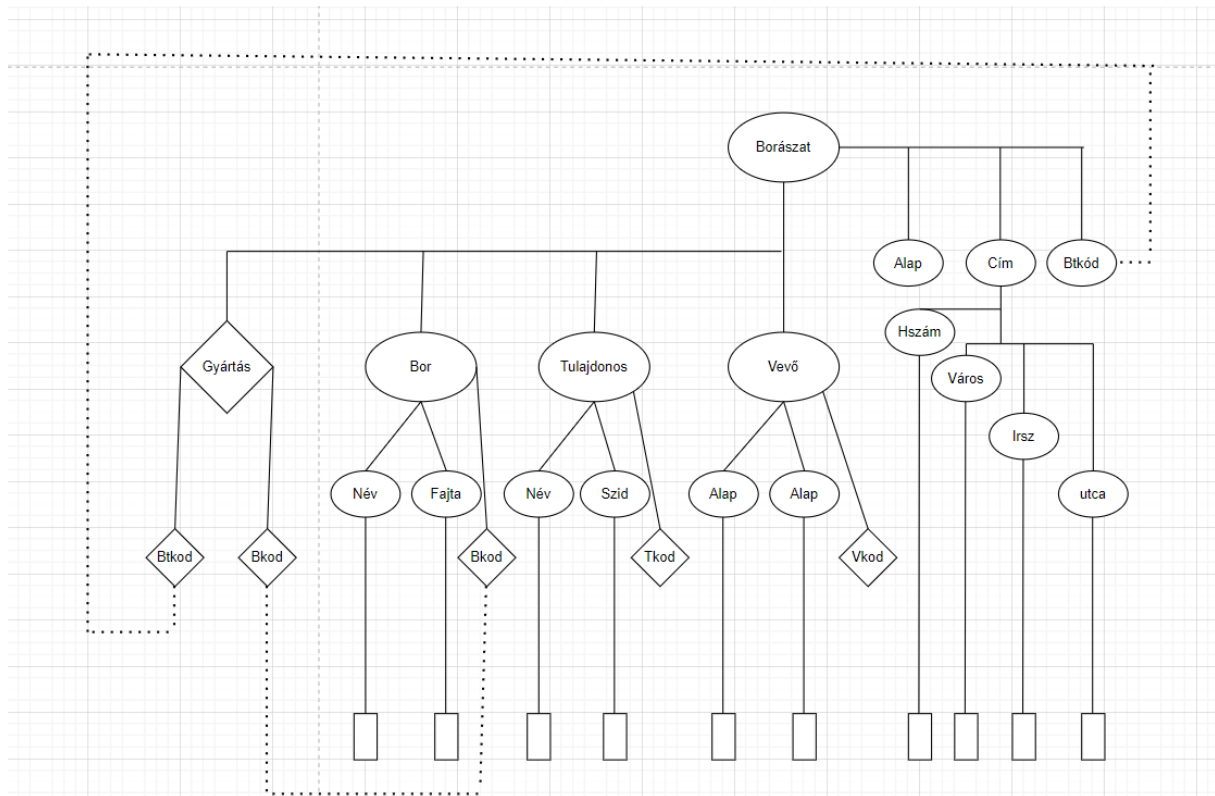 Borászat
Alap
Cím
Btkód
Hszám
Gyártás
Bor
Tulajdonos
Vevő
Város
Irsz
Név
Fajta
Név
Szid
Alap
Alap
utca
Btkod
Bkod
Bkod
Tkod
Vkod